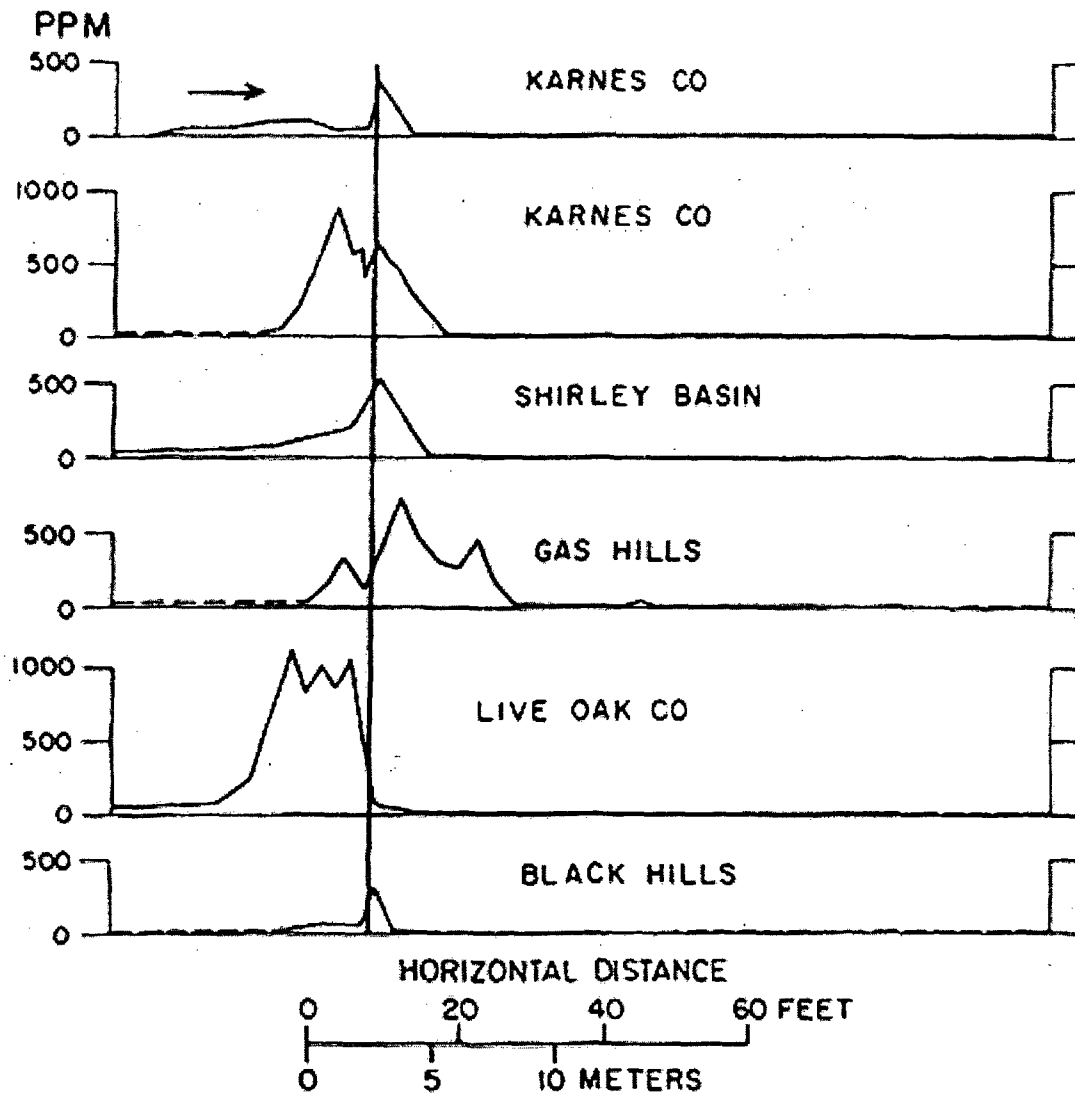 PPM
500
KARNES CO
0
1000
KARNES CO
500
0
500
SHIRLEY BASIN
0
500
GAS HILLS
0
1000
LIVE OAK CO
500
0
500
BLACK HILLS
0
HORIZONTAL DISTANCE
0 20 40 60 FEET
0 5 10 METERS